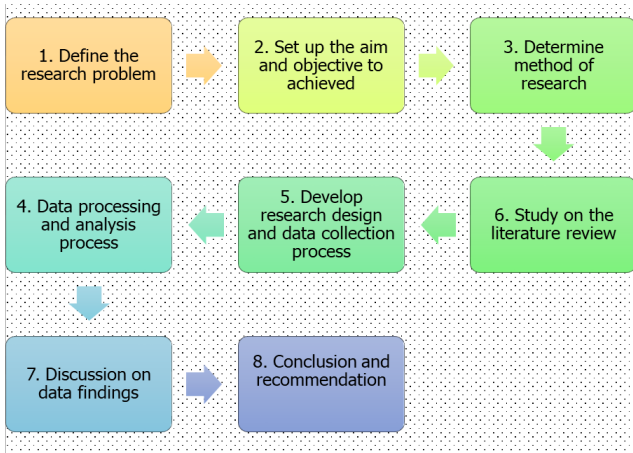 1. Define the
research problem
2. Set up the aim
and objective to
achieved
3. Determine
method of
research
4. Data processing
and analysis
process
5. Develop
research design
and data collection
process
6. Study on the
literature review
7. Discussion on
data findings
8. Conclusion and
recommendation